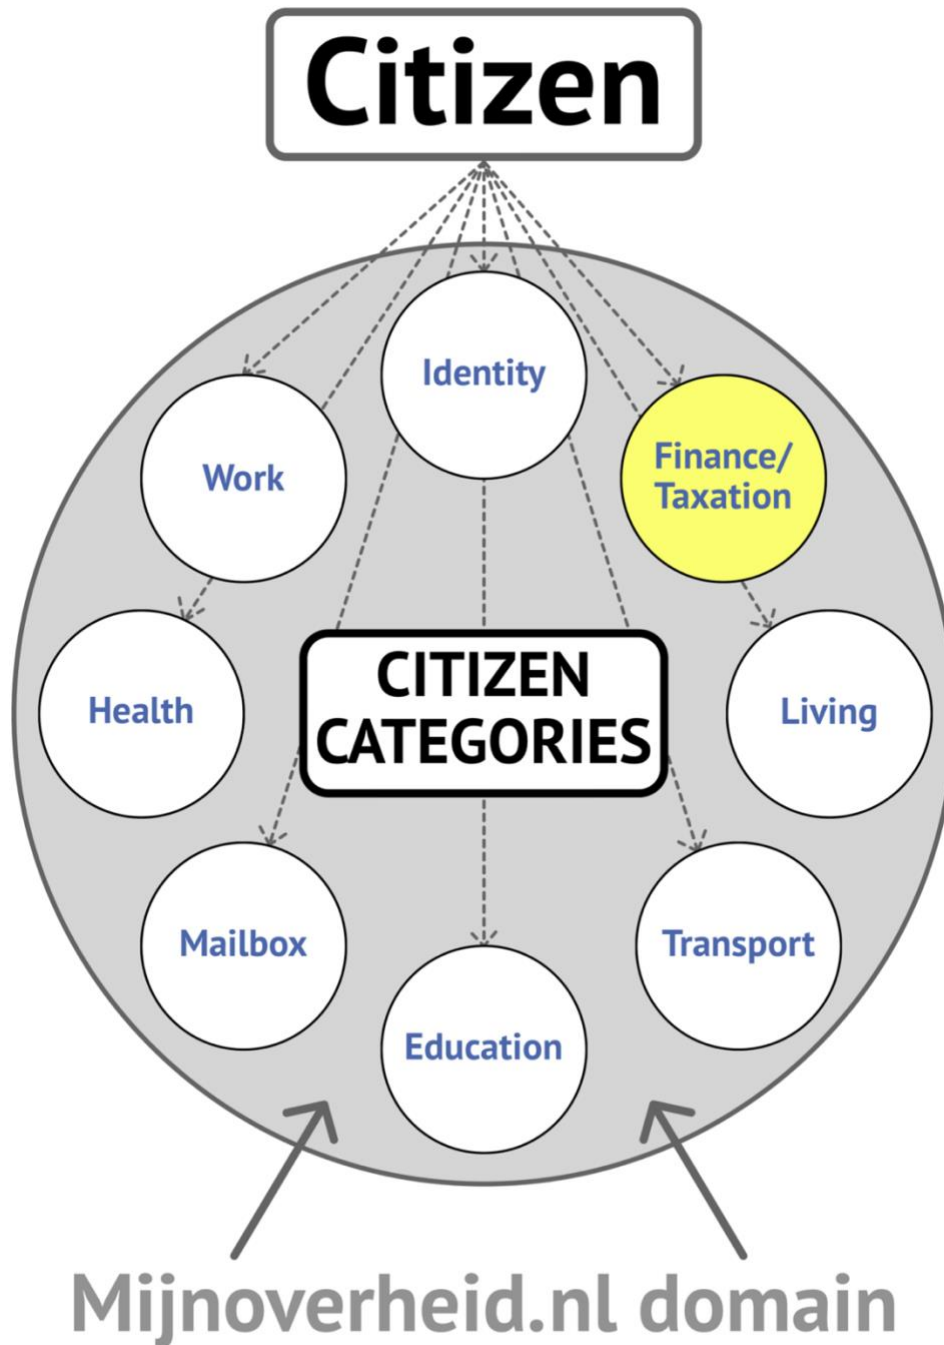 Citizen
Identity
Work
Finance/
Taxation
CITIZEN
CATEGORIES
Health
Living
Mailbox
Transport
Education
Mijnoverheid.nl domain